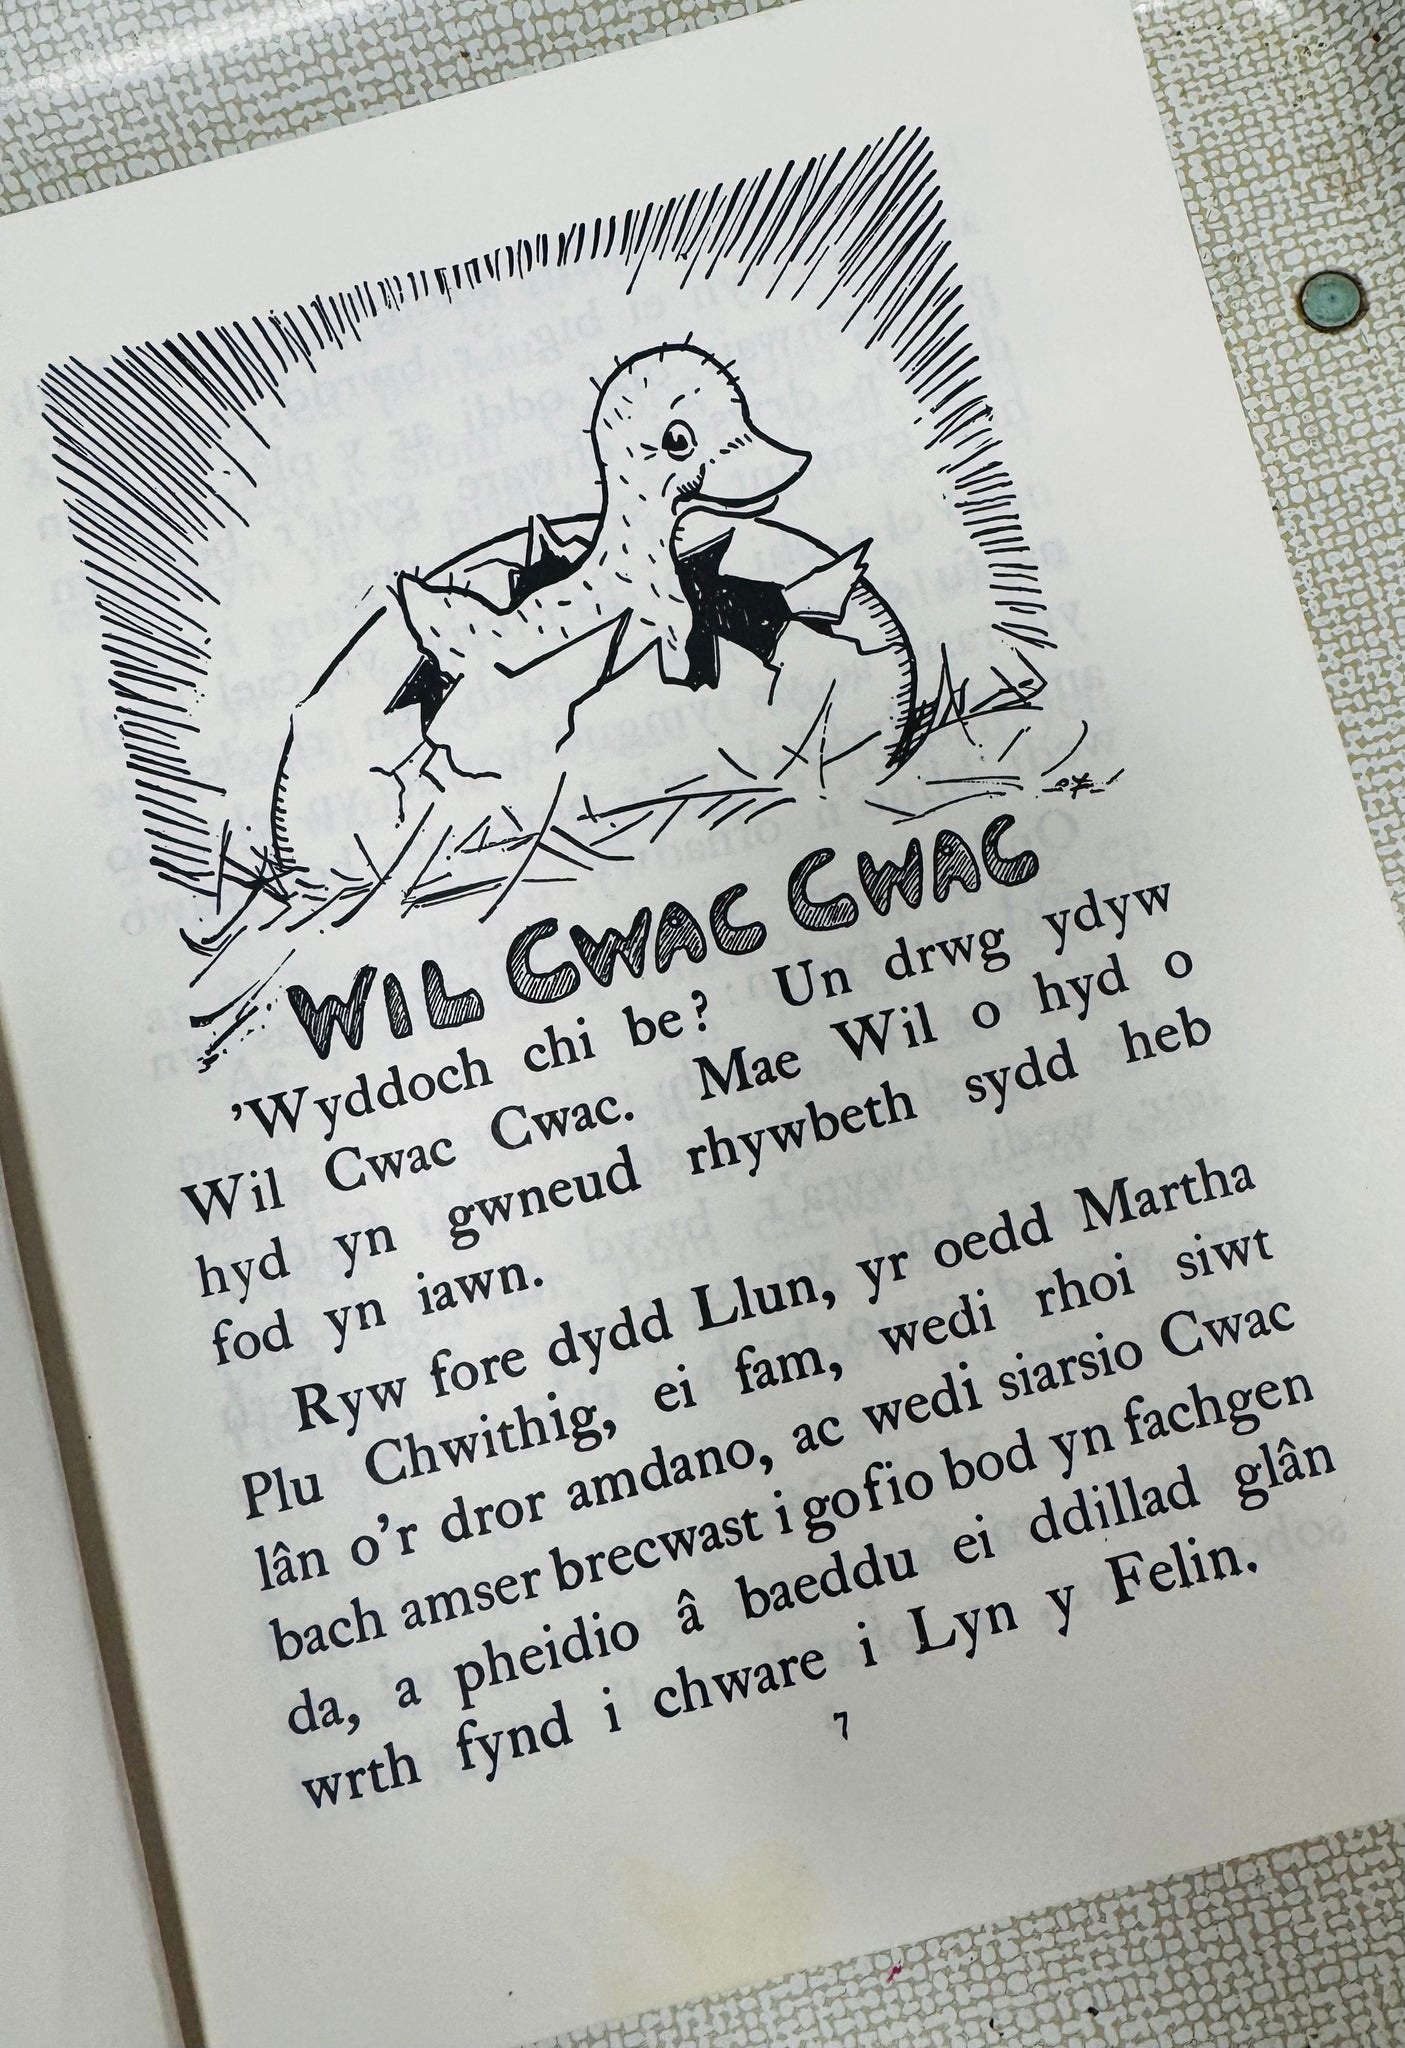 WIL CWAC CWAC
’Wyddoch chi be? Un drwg ydyw
Wil Cwac Cwac. Mae Wil o hyd o
hyd yn gwneud rhywbeth sydd heb
fod yn iawn.
Ryw fore dydd Llun, yr oedd Martha
Plu Chwithig, ei fam, wedi rhoi siwt
lân o’r dror amdano, ac wedi siarsio Cwac
bach amser brecwast i gofio bod yn fachgen
da, a pheidio â baeddu ei ddillad glân
wrth fynd i chware i Lyn y Felin.
7